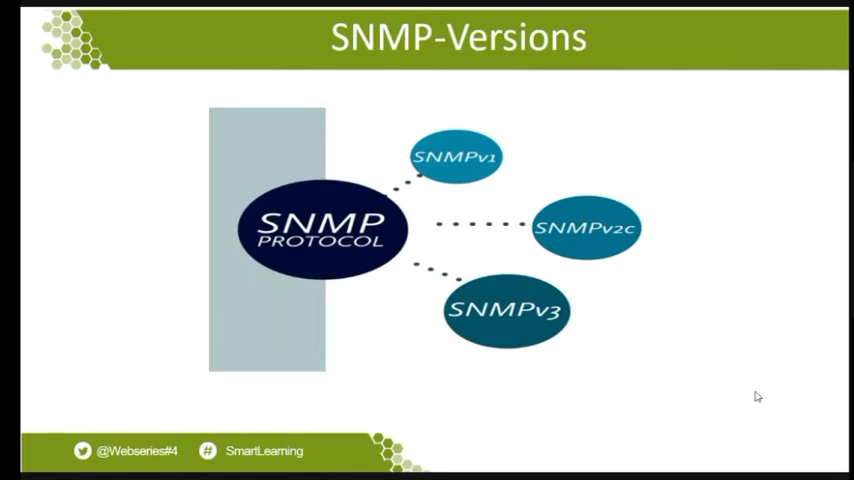 SNMP-Versions
SNMPv1
SNMP
PROTOCOL
SNMPv2c
SNMPv3
@Webseries#4
# SmartLearning